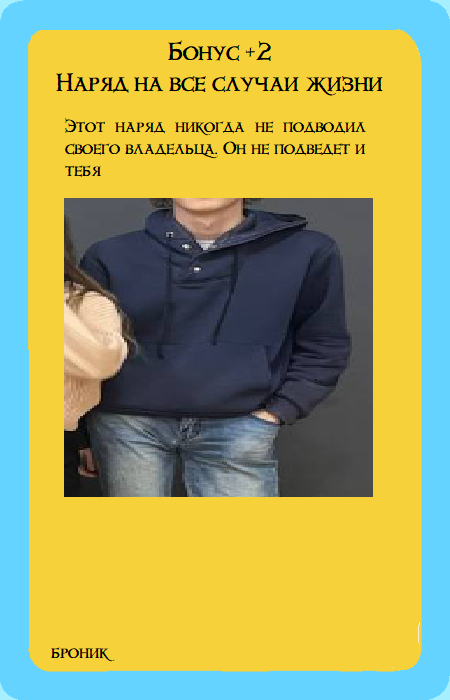 Бонус +2
Наряд на все случаи жизни
Этот наряд никогда не подводил
своего владельца. Он не подведет и
тебя
броник